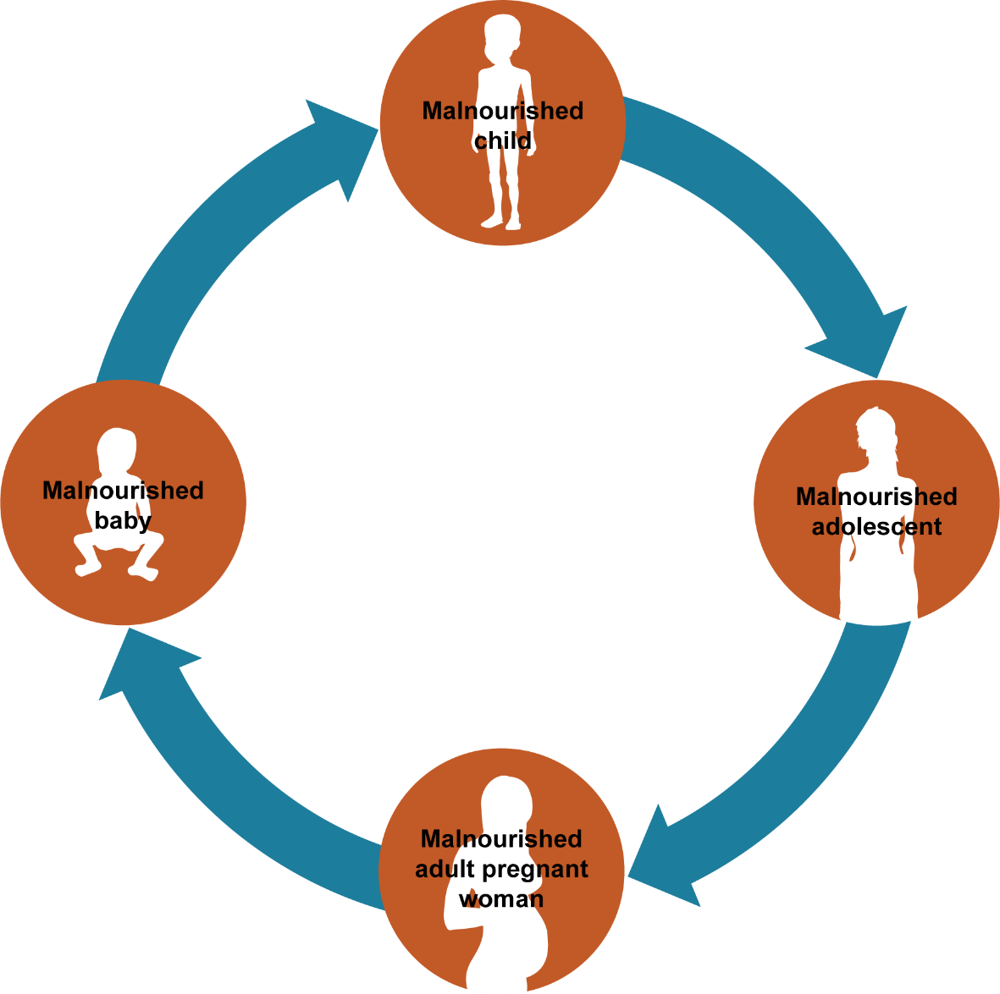 Malnourished
child
Malnourished
adolescent
Malnourished
adult pregnant
woman
Malnourished
baby